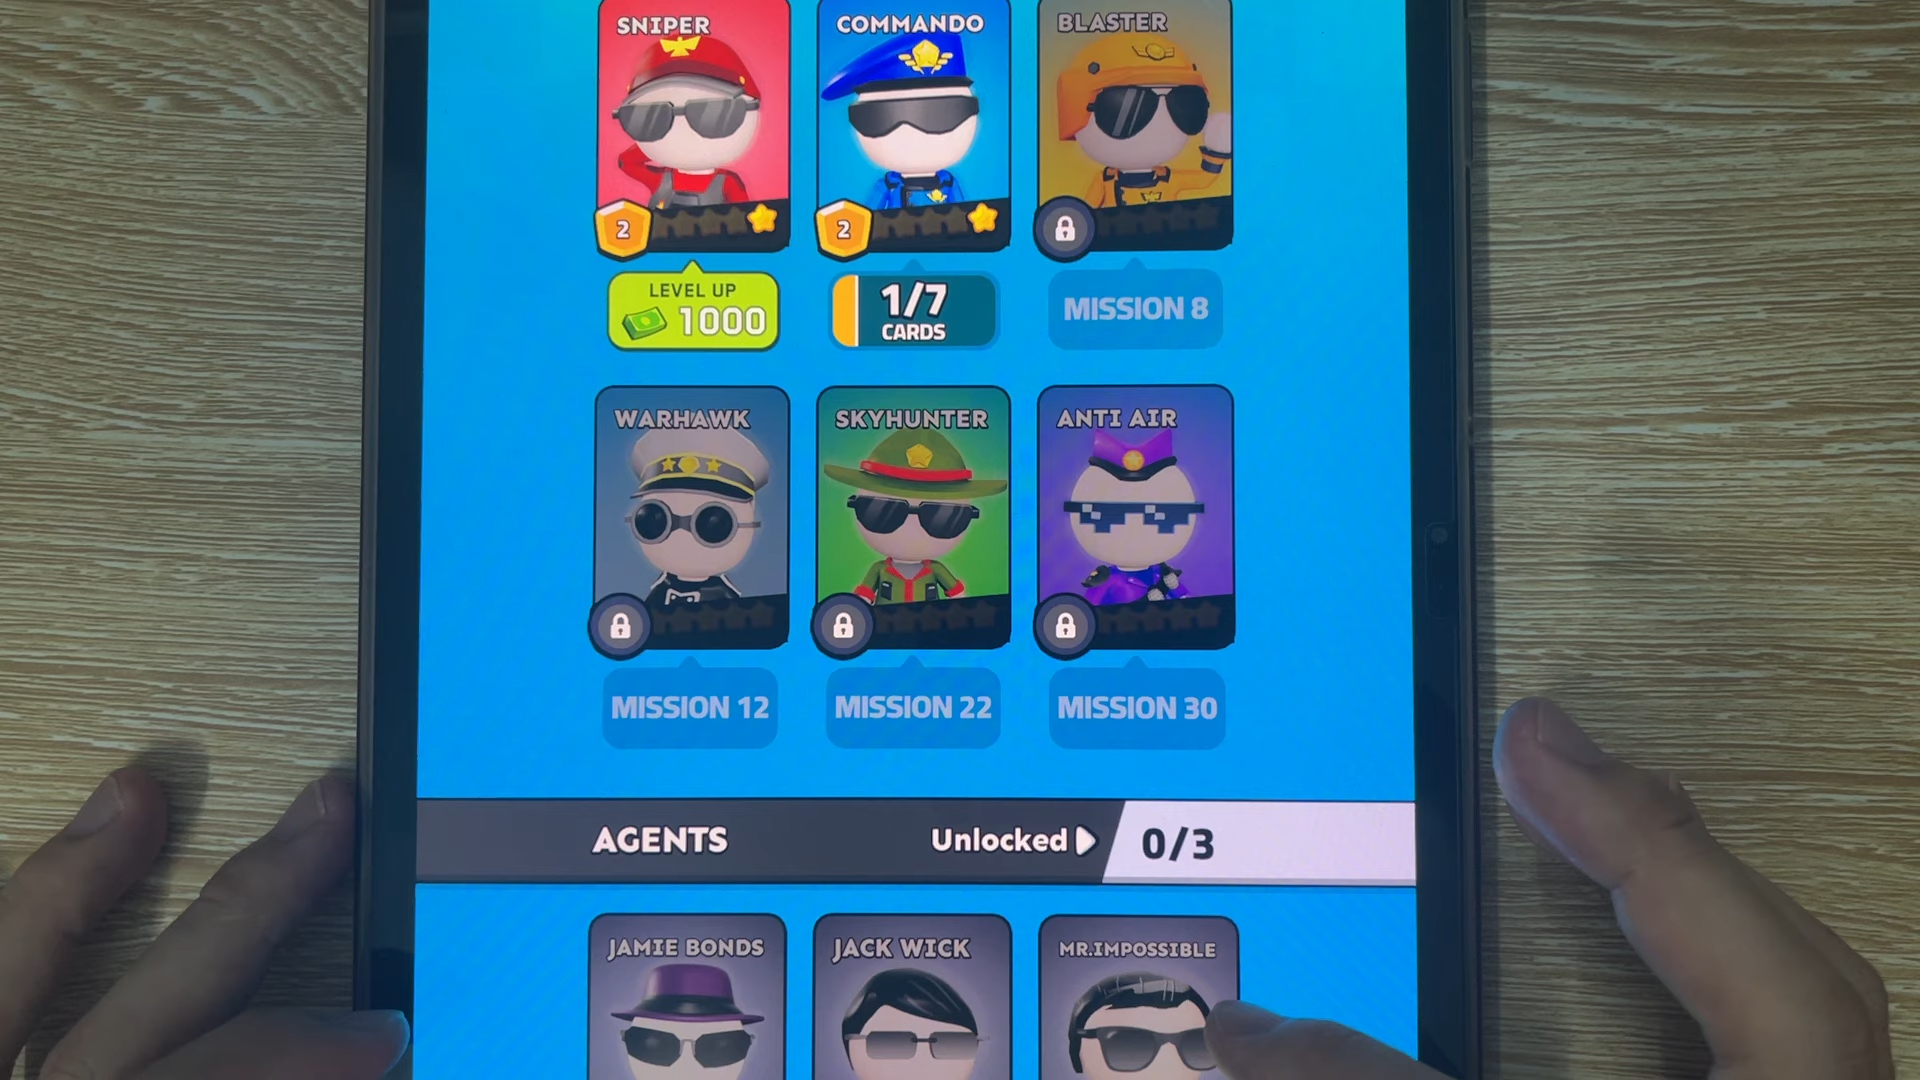 SNIPER
COMMANDO
BLASTER
2
2
LEVEL UP
1000
1/7
CARDS
MISSION 8
WARHAWK
SKYHUNTER
ANTI AIR
MISSION 12
MISSION 22
MISSION 30
AGENTS
Unlocked
0/3
JAMIE BONDS
JACK WICK
MR.IMPOSSIBLE